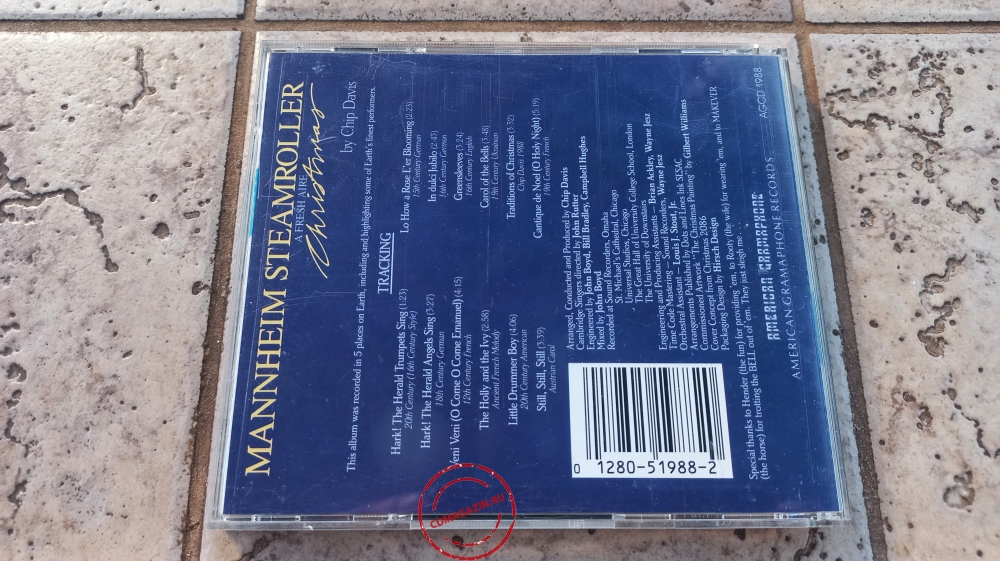 MANNHEIM STEAMROLLER
A FRESH AIRE
Christmas
by Chip Davis
This album was recorded in 5 places on Earth, including and highlighting some of Earth's finest performers.
TRACKING
Hark! The Herald Trumpets Sing (1:23)
20th Century (16th Century Style)
Hark! The Herald Angels Sing (3:27)
18th Century German
Veni Veni (O Come O Come Emanuel) (4:15)
12th Century French
The Holly and the Ivy (2:58)
Ancient French Melody
Little Drummer Boy (4:06)
20th Century American
Still, Still, Still (5:39)
Austrian Carol
Lo How a Rose E'er Blooming (2:23)
15th Century German
In dulci Jubilo (2:45)
16th Century German
Greensleeves (3:24)
16th Century English
Carol of the Bells (3:48)
19th Century Ukranian
Traditions of Christmas (3:32)
Chip Davis 1988
Cantique de Noel (O Holy Night) (5:19)
19th Century French
Arranged, Conducted and Produced by Chip Davis
Cambridge Singers directed by John Rutter
Engineered by John Boyd, Bill Bradley, Campbell Hughes
Mixed by John Boyd
Recorded at Sound Recorders, Omaha
St. Michael's Cathedral, Chicago
Universal Studios, Chicago
The Great Hall of University College School, London
The University of Downstairs
Engineering and Producing Assistants — Brian Ackley, Wayne Jesz
Time Code Mastering — Sound Recorders, Wayne Jesz
Orchestral Assistant — Louis J. Stout, Jr.
Arrangements Published by Dots and Lines Ink SESAC
Commissioned Artwork "The Christmas Painting" by Gilbert Williams
Cover Concept from Christmas 2086
Packaging Design by Hirsch Design
Special thanks to Hender (the fun) for providing 'em, to Rooty (the wife) for wearing 'em, and to MAKEVER
(the horse) for trotting the BELL out of 'em. They just sleigh me.
0 1280-51988-2
AMERICAN GRAMAPHONE
AMERICAN GRAMAPHONE RECORDS
AGCD 1988
CDMAGAZIN.RU